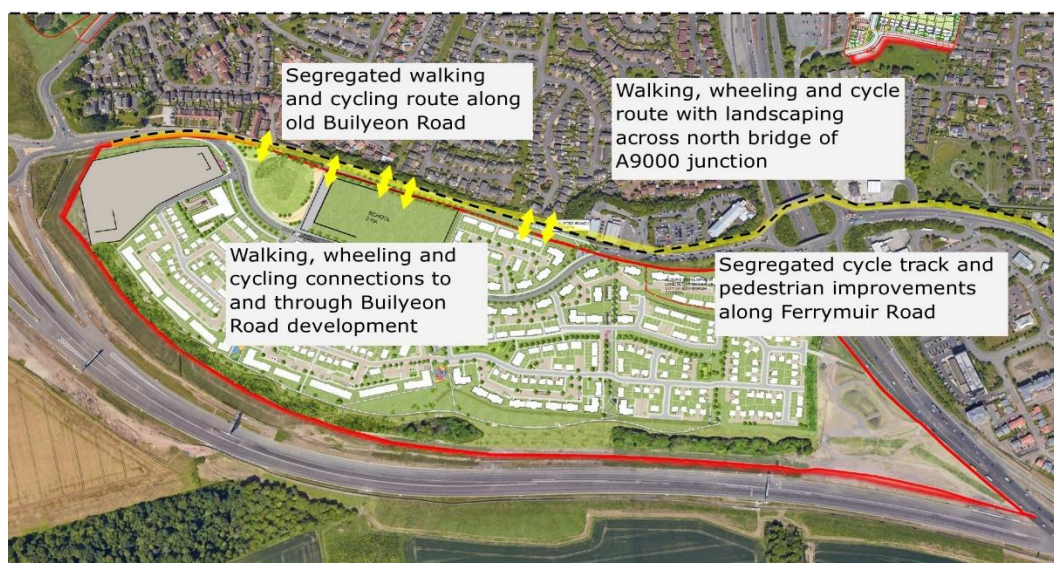 Segregated walking
and cycling route along
old Builyeon Road
Walking, wheeling and cycle
route with landscaping
across north bridge of
A9000 junction
SCHOOL
2 HA
Walking, wheeling and
cycling connections to
and through Builyeon
Road development
Segregated cycle track and
pedestrian improvements
along Ferrymuir Road